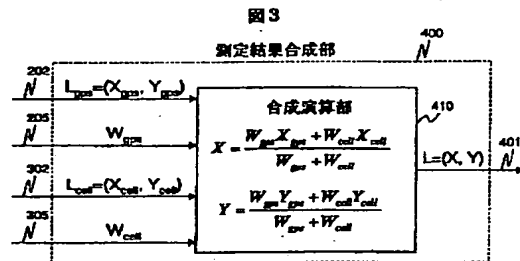 図3
400
測定結果合成部
202
L_gps=(X_gps, Y_gps)
205
W_gps
302
L_cell=(X_cell, Y_cell)
305
W_cell
合成演算部
410
X = (W_gps X_gps + W_cell X_cell) / (W_gps + W_cell)
Y = (W_gps Y_gps + W_cell Y_cell) / (W_gps + W_cell)
401
L=(X, Y)